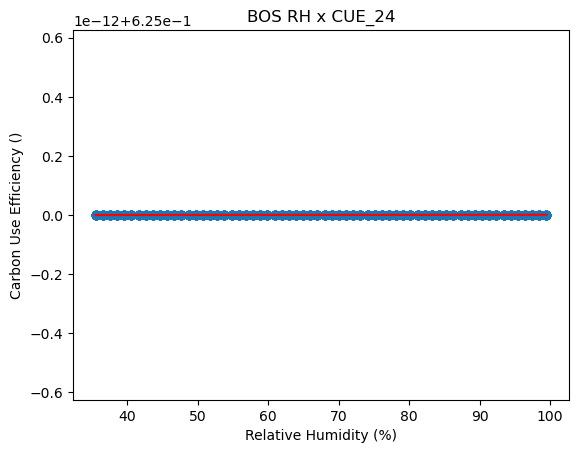 BOS RH x CUE_24
1e-12+6.25e-1
0.6
0.4
0.2
0.0
−0.2
−0.4
−0.6
Carbon Use Efficiency ()
40 50 60 70 80 90 100
Relative Humidity (%)